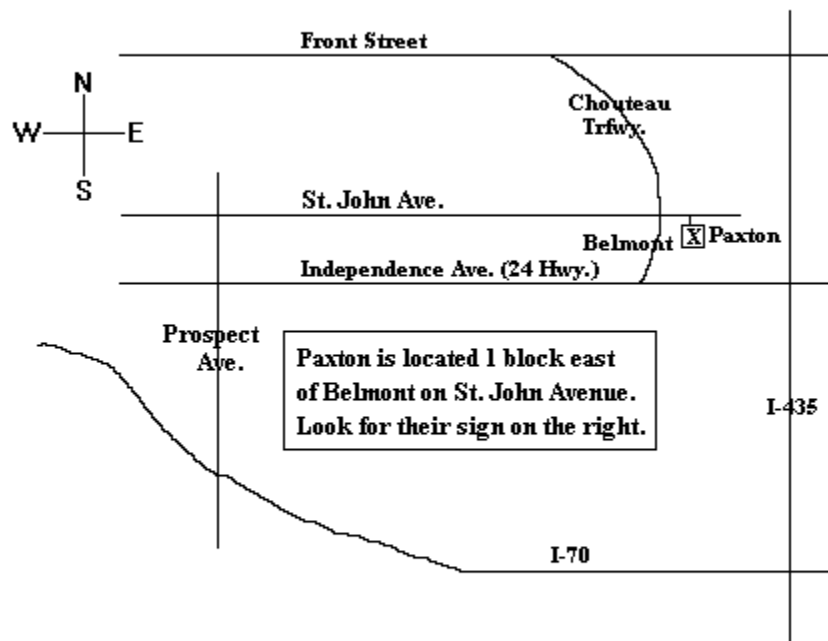 Front Street
N
W E
S
Chouteau
Trfwy.
St. John Ave.
Belmont X Paxton
Independence Ave. (24 Hwy.)
Prospect
Ave.
Paxton is located 1 block east
of Belmont on St. John Avenue.
Look for their sign on the right.
I-435
I-70